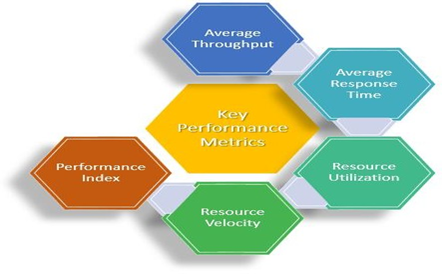 Average
Throughput
Average
Response
Time
Key
Performance
Metrics
Resource
Utilization
Performance
Index
Resource
Velocity